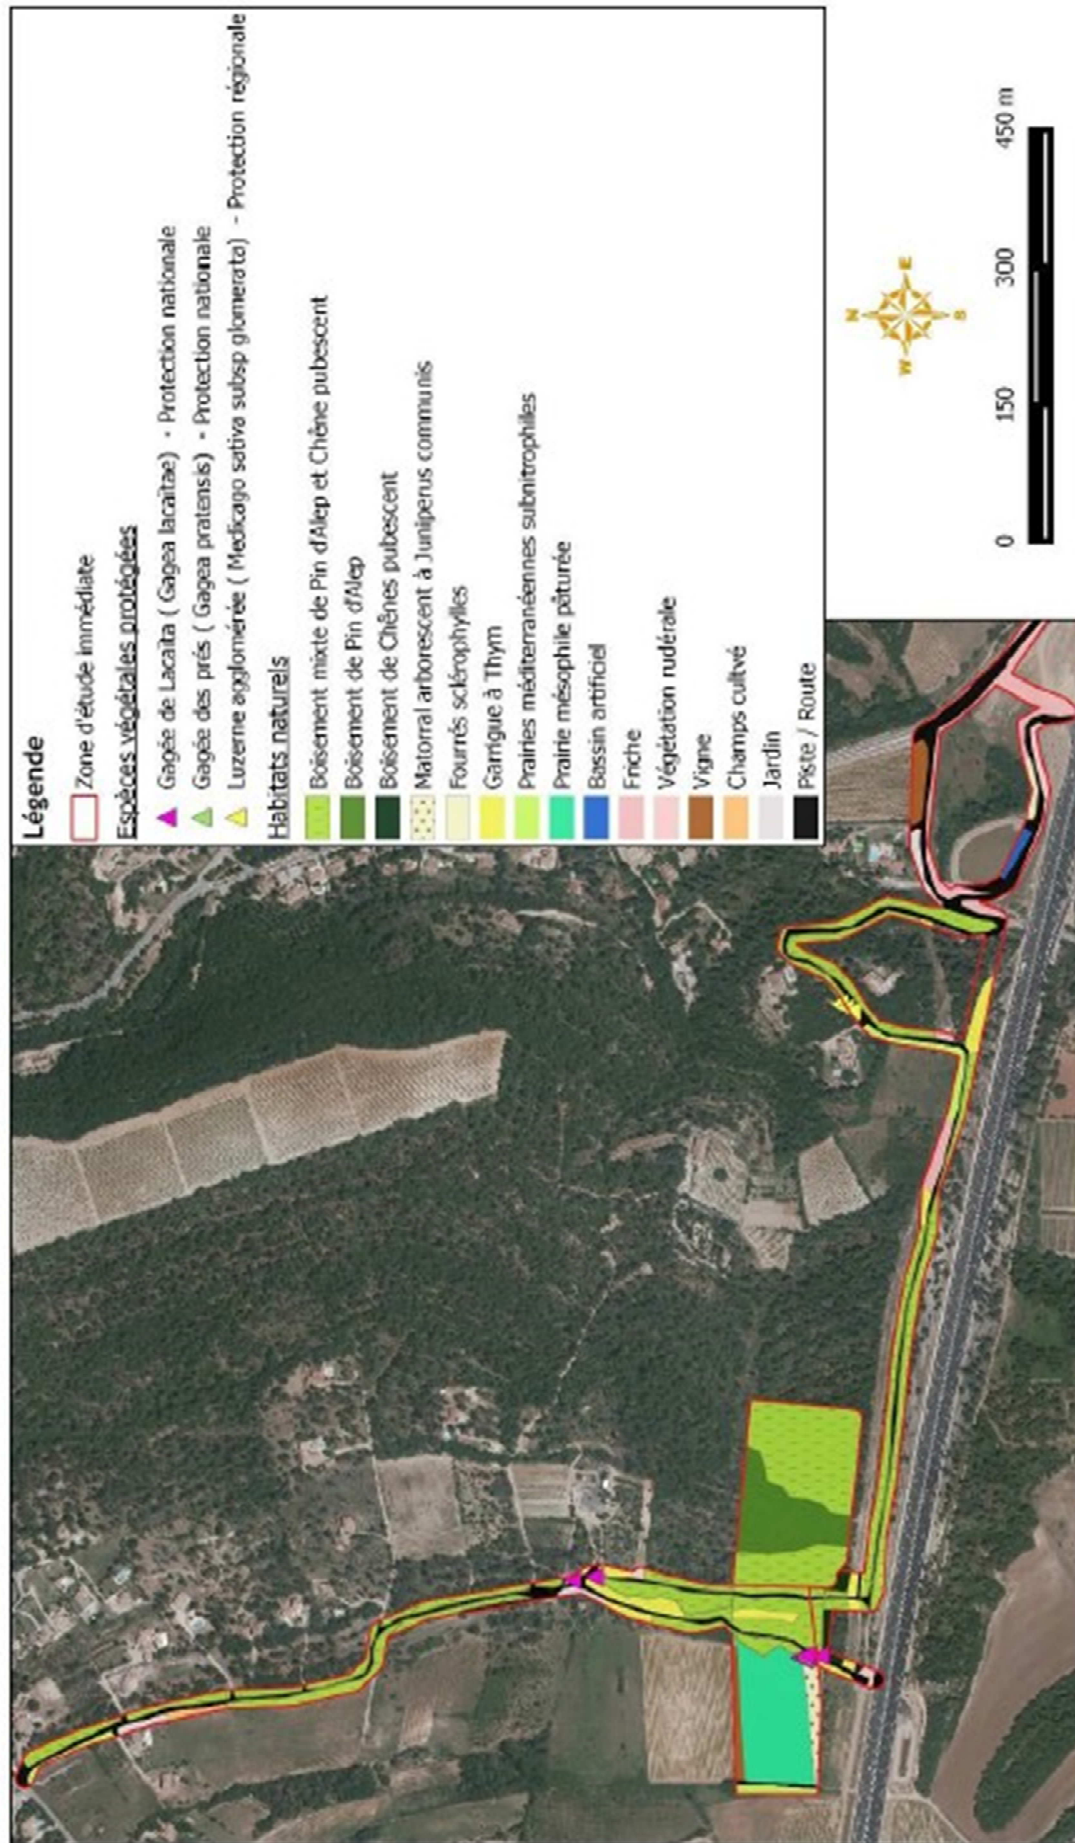 Légende
Zone d'étude immédiate
Espèces végétales protégées
Gagée de Lacaita ( Gagea lacaitae) - Protection nationale
Gagée des prés ( Gagea pratensis) - Protection nationale
Luzerne agglomérée ( Medicago sativa subsp glomerata) - Protection régionale
Habitats naturels
Boisement mixte de Pin d'Alep et Chêne pubescent
Boisement de Pin d'Alep
Boisement de Chênes pubescent
Matorral arborescent à Juniperus communis
Fourrés sclérophylles
Garrigue à Thym
Prairies méditerranéennes subnitrophiles
Prairie mésophile pâturée
Bassin artificiel
Friche
Végétation rudérale
Vigne
Champs cultvé
Jardin
Piste / Route
N
W
E
S
0 150 300 450 m